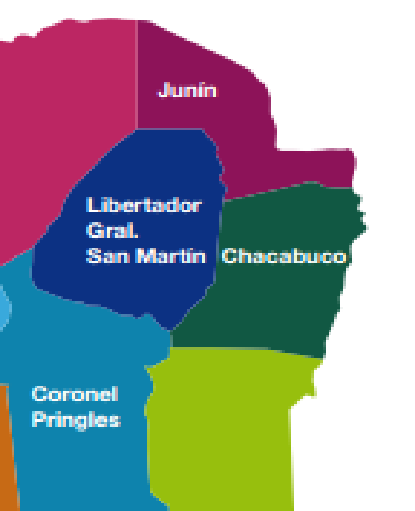 Junín
Libertador
Gral.
San Martín
Chacabuco
Coronel
Pringles